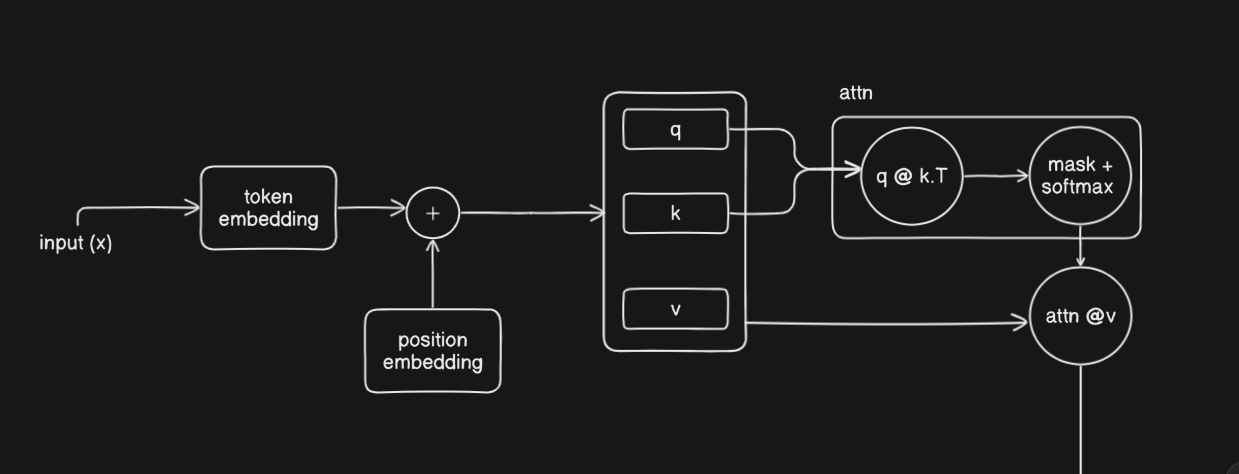 attn
q
k
v
q @ k.T
mask +
softmax
token
embedding
+
input (x)
position
embedding
attn @v